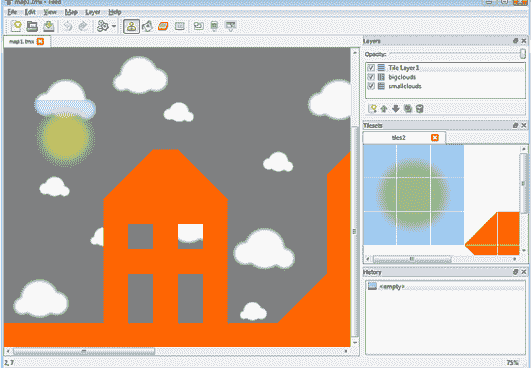 map1.tmx - Tiled
File Edit View Map Layer Help
map1.tmx
Layers
Opacity:
Tile Layer 1
bigclouds
smallclouds
Tilesets
tiles2
History
<empty>
2, 7
75%